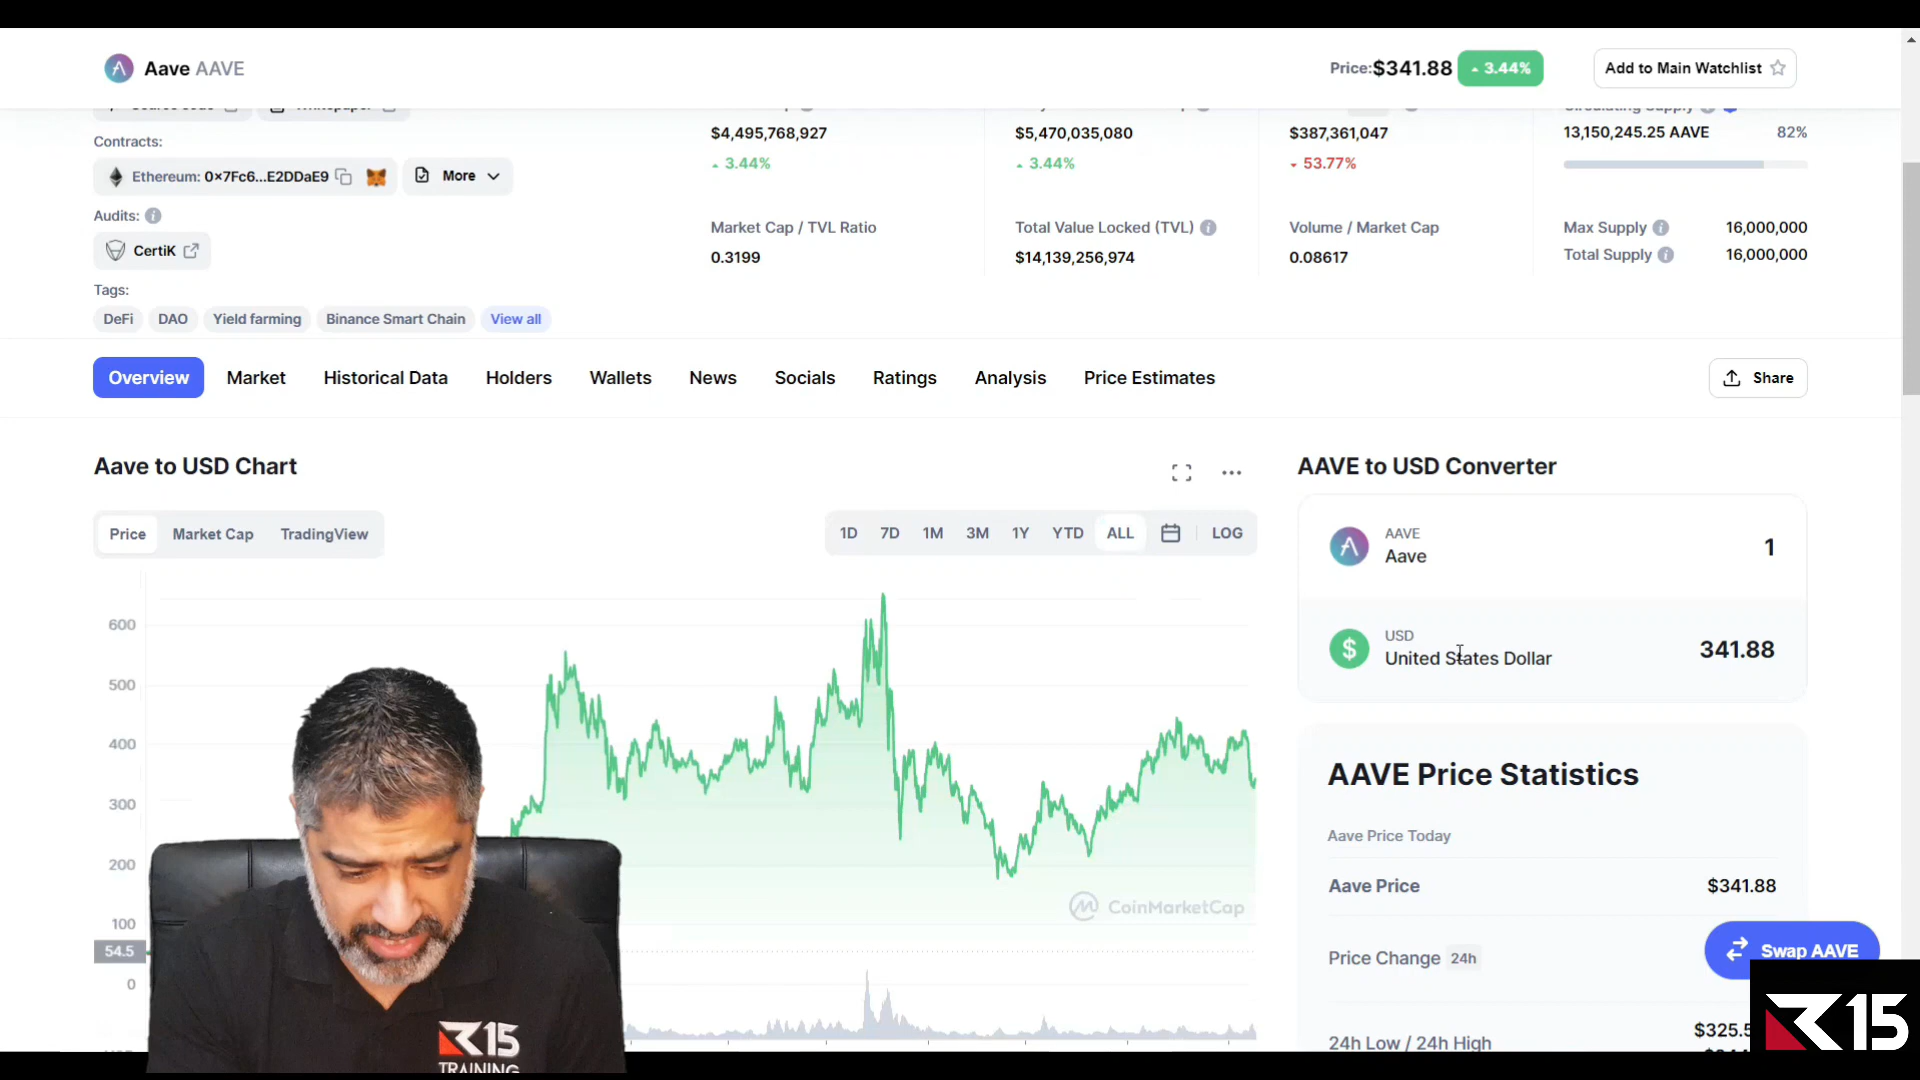 Aave AAVE
Price:$341.88 3.44%
Add to Main Watchlist
Contracts:
Ethereum: 0×7Fc6...E2DDaE9
More
Audits:
CertiK
Tags:
DeFi DAO Yield farming Binance Smart Chain View all
$4,495,768,927
3.44%
Market Cap / TVL Ratio
0.3199
$5,470,035,080
3.44%
Total Value Locked (TVL)
$14,139,256,974
$387,361,047
53.77%
Volume / Market Cap
0.08617
Circulating Supply
13,150,245.25 AAVE 82%
Max Supply 16,000,000
Total Supply 16,000,000
Overview Market Historical Data Holders Wallets News Socials Ratings Analysis Price Estimates
Share
Aave to USD Chart
Price Market Cap TradingView
1D 7D 1M 3M 1Y YTD ALL LOG
600
500
400
300
200
100
54.5
0
CoinMarketCap
AAVE to USD Converter
AAVE
Aave
1
USD
United States Dollar
341.88
AAVE Price Statistics
Aave Price Today
Aave Price $341.88
Price Change 24h
Swap AAVE
24h Low / 24h High
R15
TRAINING
R15